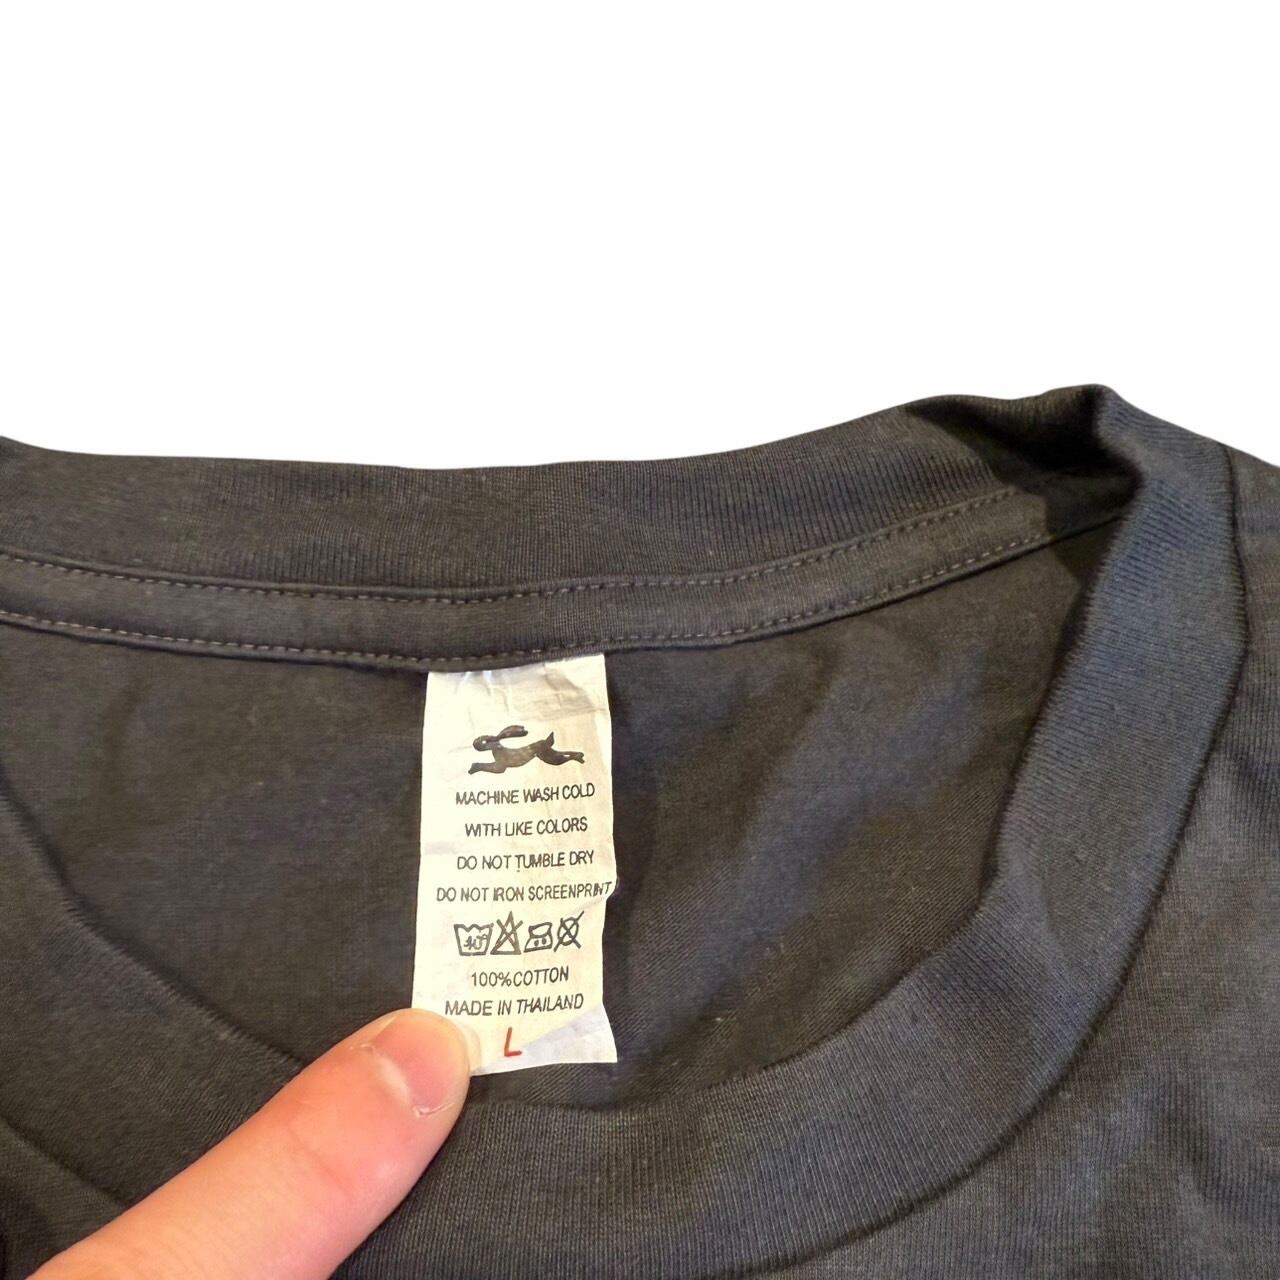 MACHINE WASH COLD
WITH LIKE COLORS
DO NOT TUMBLE DRY
DO NOT IRON SCREENPRINT
40°
100% COTTON
MADE IN THAILAND
L